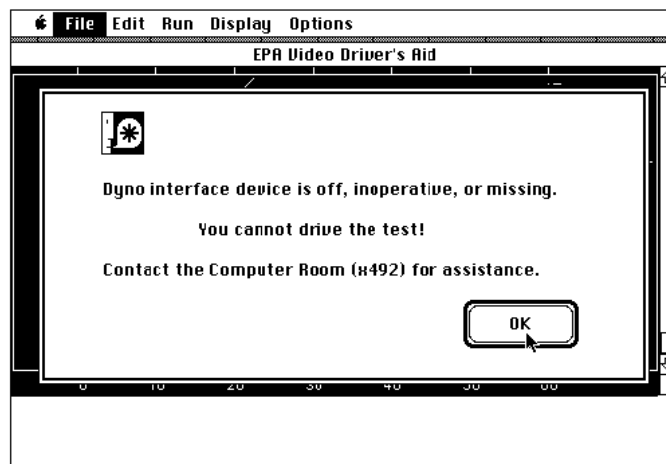 File Edit Run Display Options
EPA Video Driver's Aid
Dyno interface device is off, inoperative, or missing.
You cannot drive the test!
Contact the Computer Room (x492) for assistance.
OK
0 10 20 30 40 50 60